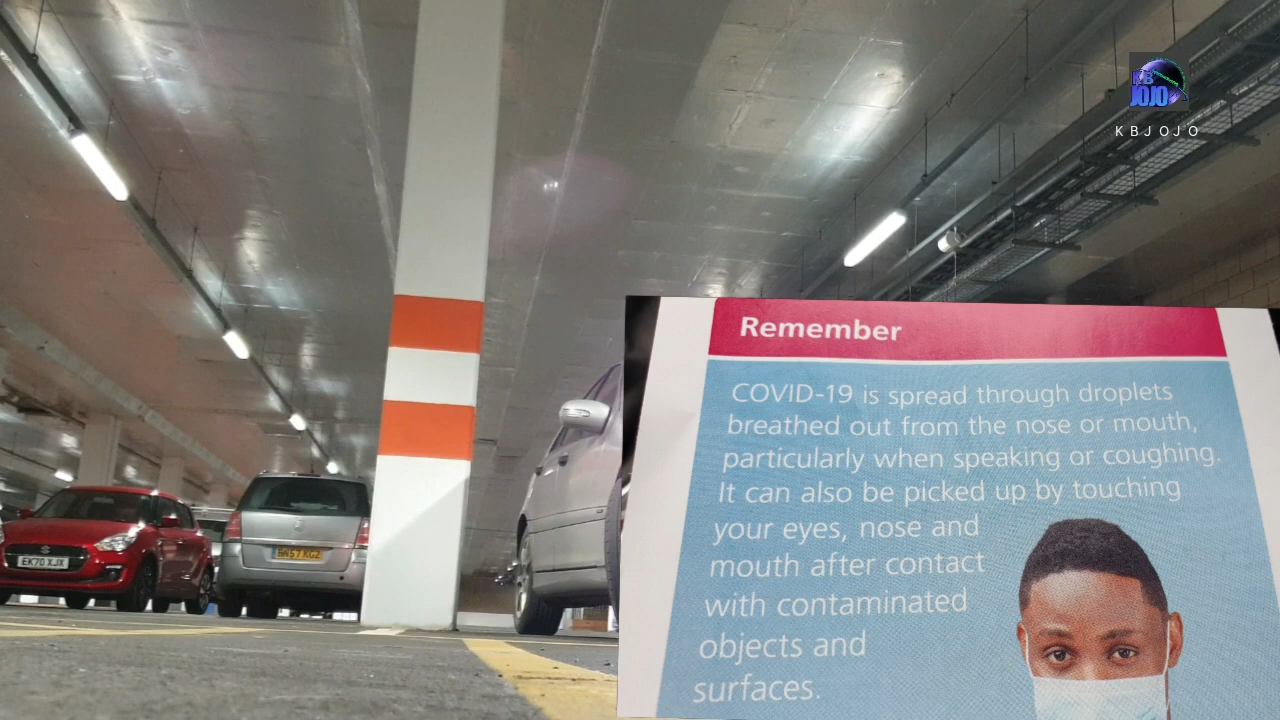 KB
JOJO
KBJOJO
Remember
COVID-19 is spread through droplets
breathed out from the nose or mouth,
particularly when speaking or coughing.
It can also be picked up by touching
your eyes, nose and
mouth after contact
with contaminated
objects and
surfaces.
EK70 XJX